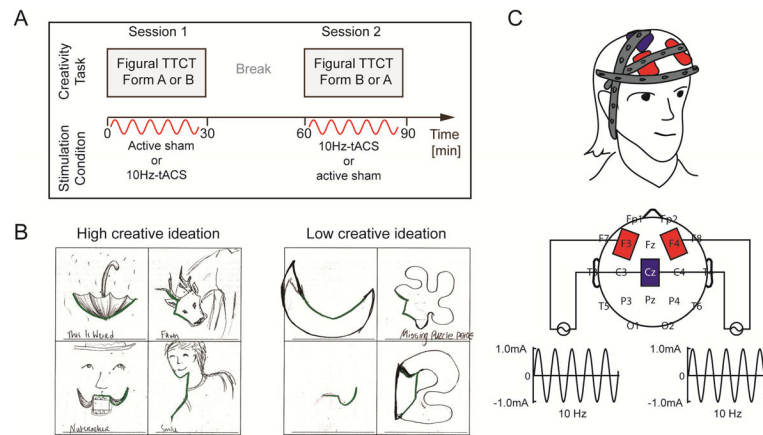 A
Session 1
Session 2
Creativity
Task
Figural TTCT
Form A or B
Break
Figural TTCT
Form B or A
Stimulation
Conditon
0
30
60
90
Time
[min]
Active sham
or
10Hz-tACS
10Hz-tACS
or
active sham
B
High creative ideation
Low creative ideation
This Is Weird
Fawn
Missing Puzzle
Nutcracker
Smile
C
Fp1
Fp2
F7
F3
Fz
F4
F8
T3
C3
Cz
C4
T5
P3
Pz
P4
T6
O1
O2
1.0mA
0
-1.0mA
10 Hz
1.0mA
0
-1.0mA
10 Hz